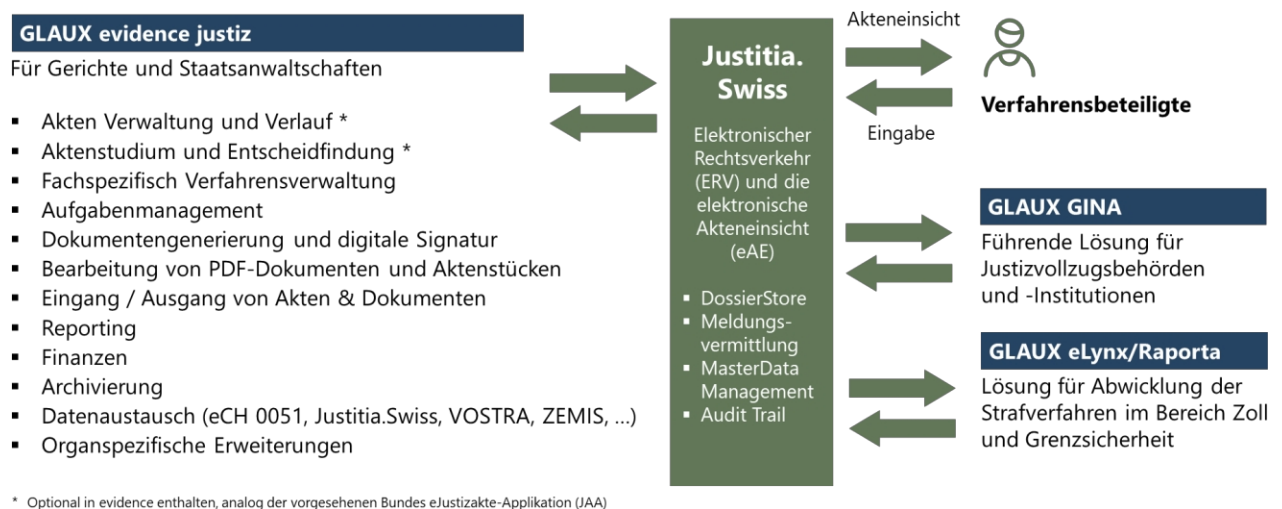 GLAUX evidence justiz
Für Gerichte und Staatsanwaltschaften
▪ Akten Verwaltung und Verlauf *
▪ Aktenstudium und Entscheidfindung *
▪ Fachspezifisch Verfahrensverwaltung
▪ Aufgabenmanagement
▪ Dokumentengenerierung und digitale Signatur
▪ Bearbeitung von PDF-Dokumenten und Aktenstücken
▪ Eingang / Ausgang von Akten & Dokumenten
▪ Reporting
▪ Finanzen
▪ Archivierung
▪ Datenaustausch (eCH 0051, Justitia.Swiss, VOSTRA, ZEMIS, ...)
▪ Organspezifische Erweiterungen
* Optional in evidence enthalten, analog der vorgesehenen Bundes eJustizakte-Applikation (JAA)
Justitia.
Swiss
Elektronischer
Rechtsverkehr
(ERV) und die
elektronische
Akteneinsicht
(eAE)
▪ DossierStore
▪ Meldungs-
vermittlung
▪ MasterData
Management
▪ Audit Trail
Akteneinsicht
Eingabe
Verfahrensbeteiligte
GLAUX GINA
Führende Lösung für
Justizvollzugsbehörden
und -Institutionen
GLAUX eLynx/Raporta
Lösung für Abwicklung der
Strafverfahren im Bereich Zoll
und Grenzsicherheit